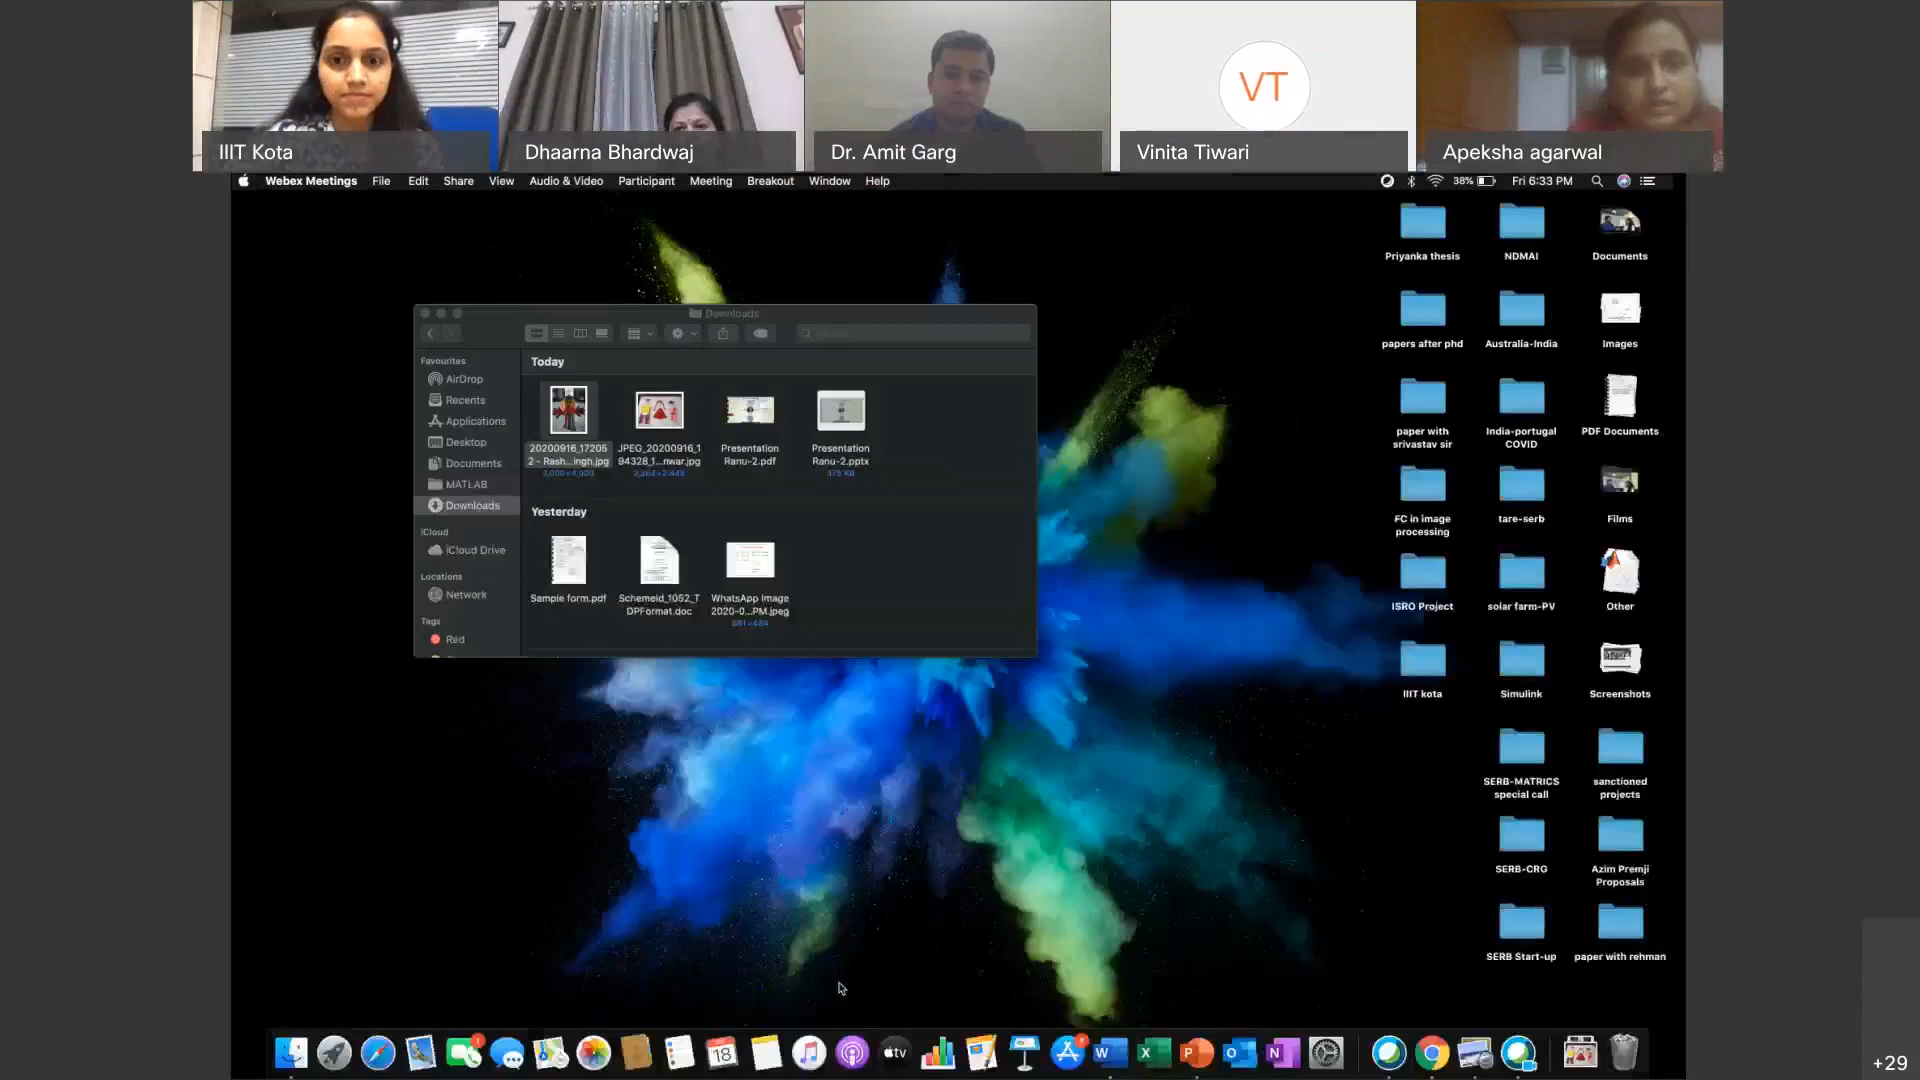 VT
IIIT Kota
Dhaarna Bhardwaj
Dr. Amit Garg
Vinita Tiwari
Apeksha agarwal
Webex Meetings File Edit Share View Audio & Video Participant Meeting Breakout Window Help
38% Fri 6:33 PM
Downloads
Favourites
AirDrop
Recents
Applications
Desktop
Documents
MATLAB
Downloads
iCloud
iCloud Drive
Locations
Network
Tags
Red
Today
20200916_17205
2 - Rash...ingh.jpg
JPEG_20200916_1
94328_1...nwar.jpg
Presentation
Ranu-2.pdf
Presentation
Ranu-2.pptx
Yesterday
Sample form.pdf
SchemeId_1052_T
DPFormat.doc
WhatsApp Image
2020-0...PM.jpeg
Priyanka thesis
NDMAI
Documents
papers after phd
Australia-India
Images
paper with
srivastav sir
India-portugal
COVID
PDF Documents
FC in image
processing
tare-serb
Films
ISRO Project
solar farm-PV
Other
IIIT kota
Simulink
Screenshots
SERB-MATRICS
special call
sanctioned
projects
SERB-CRG
Azim Premji
Proposals
SERB Start-up
paper with rehman
18
tv
W
X
P
O
N
+29